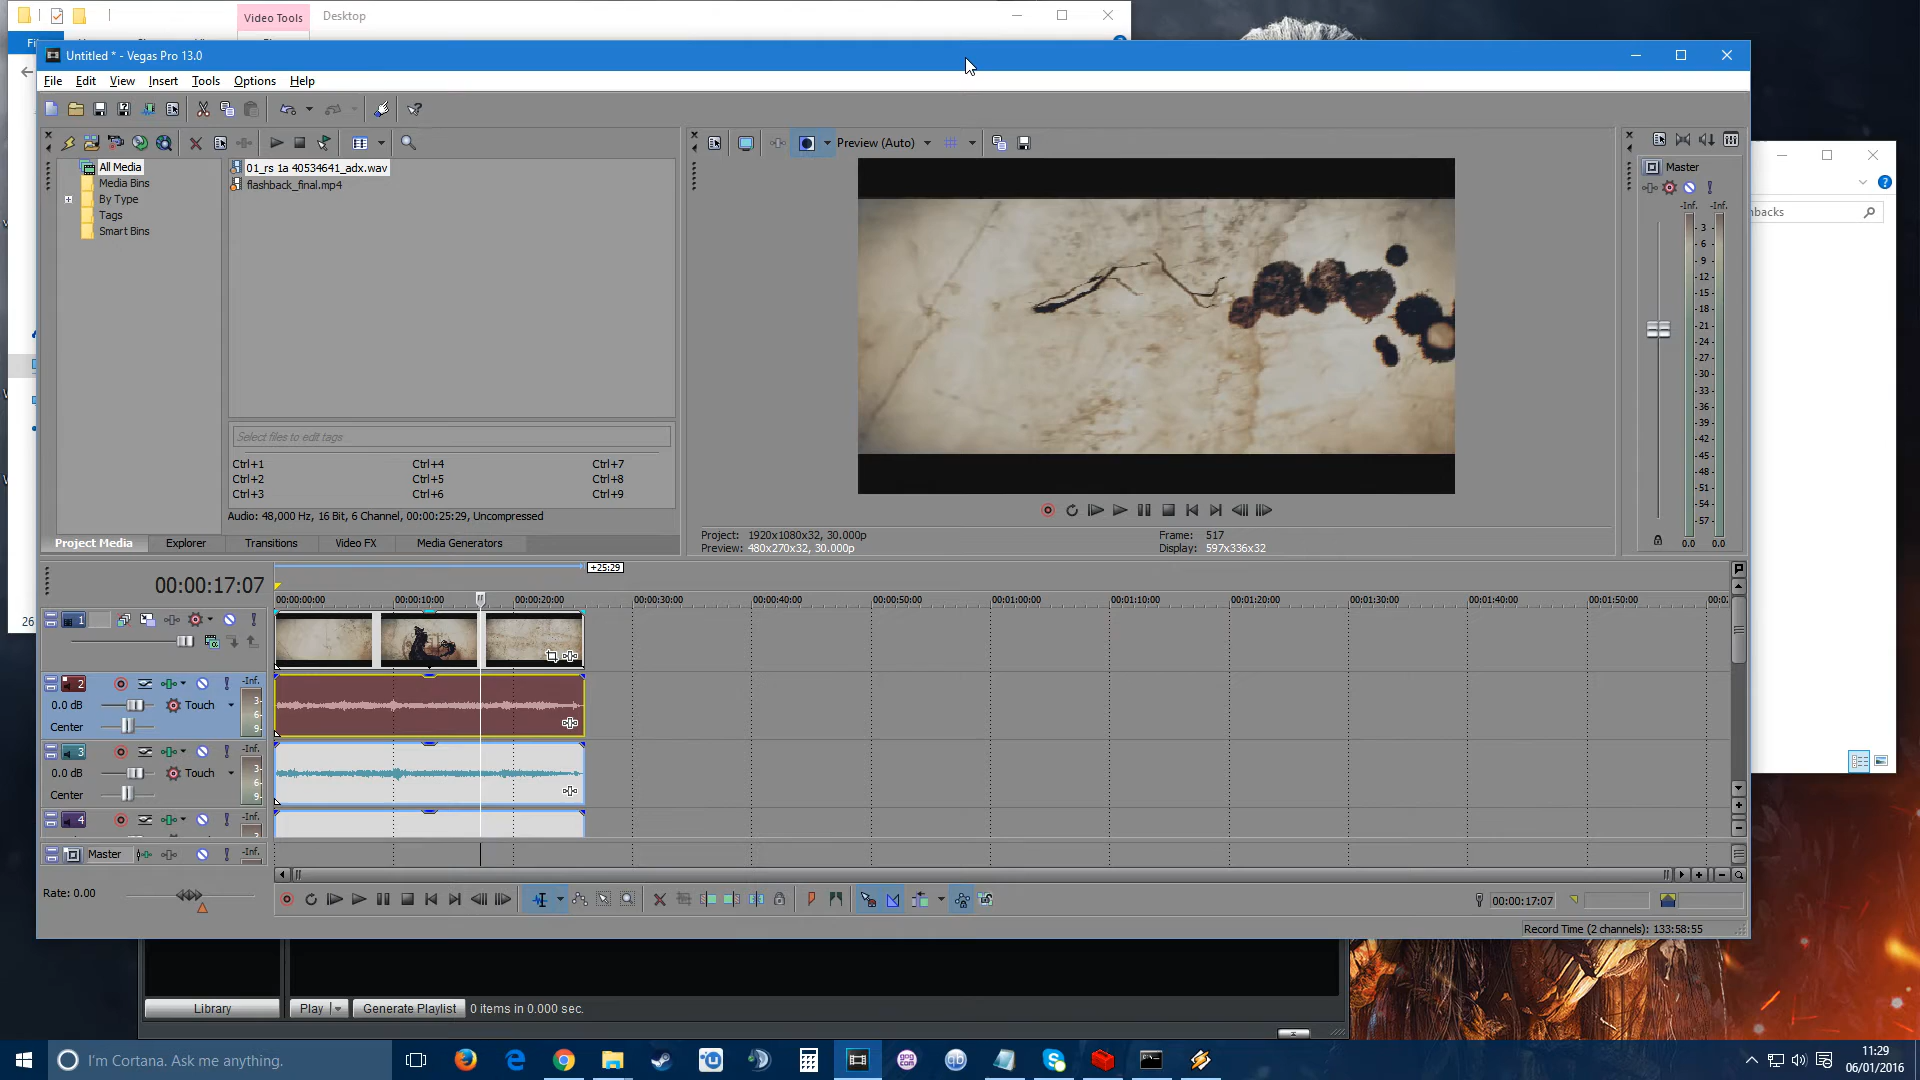 Video Tools
Desktop
Untitled * - Vegas Pro 13.0
File Edit View Insert Tools Options Help
Preview (Auto)
Master
All Media
Media Bins
By Type
Tags
Smart Bins
01_rs 1a 40534641_adx.wav
flashback_final.mp4
Select files to edit tags
Ctrl+1 Ctrl+4 Ctrl+7
Ctrl+2 Ctrl+5 Ctrl+8
Ctrl+3 Ctrl+6 Ctrl+9
Audio: 48,000 Hz, 16 Bit, 6 Channel, 00:00:25:29, Uncompressed
Project Media Explorer Transitions Video FX Media Generators
Project: 1920x1080x32, 30.000p
Preview: 480x270x32, 30.000p
Frame: 517
Display: 597x336x32
-Inf. -Inf.
3
6
9
12
15
18
21
24
27
30
33
36
39
42
45
48
51
54
57
0.0 0.0
00:00:17:07
+25:29
00:00:00:00 00:00:10:00 00:00:20:00 00:00:30:00 00:00:40:00 00:00:50:00 00:01:00:00 00:01:10:00 00:01:20:00 00:01:30:00 00:01:40:00 00:01:50:00
1
2
-Inf.
0.0 dB Touch
Center
3
6
9
3
-Inf.
0.0 dB Touch
Center
3
6
9
4
-Inf.
Master
-Inf.
Rate: 0.00
00:00:17:07
Record Time (2 channels): 133:58:55
26
Library Play Generate Playlist 0 items in 0.000 sec.
I'm Cortana. Ask me anything.
11:29
06/01/2016